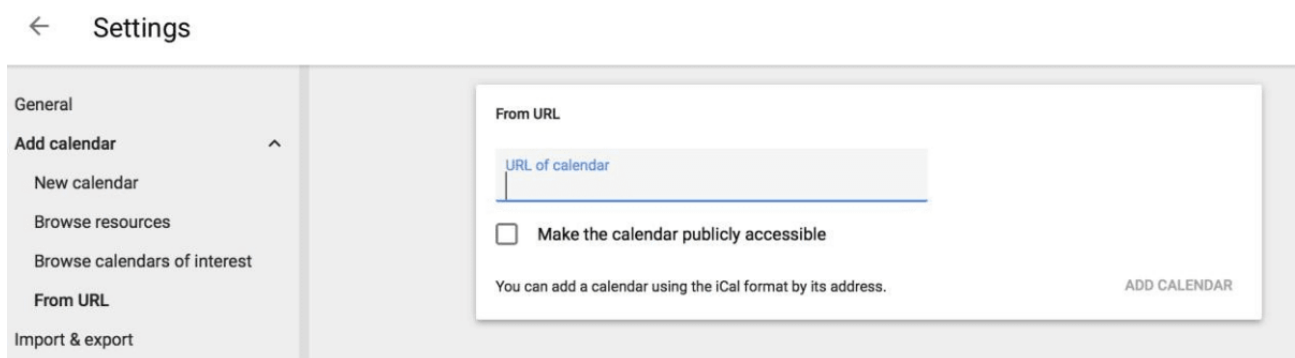 Settings
General
Add calendar
New calendar
Browse resources
Browse calendars of interest
From URL
Import & export
From URL
URL of calendar
Make the calendar publicly accessible
You can add a calendar using the iCal format by its address.
ADD CALENDAR